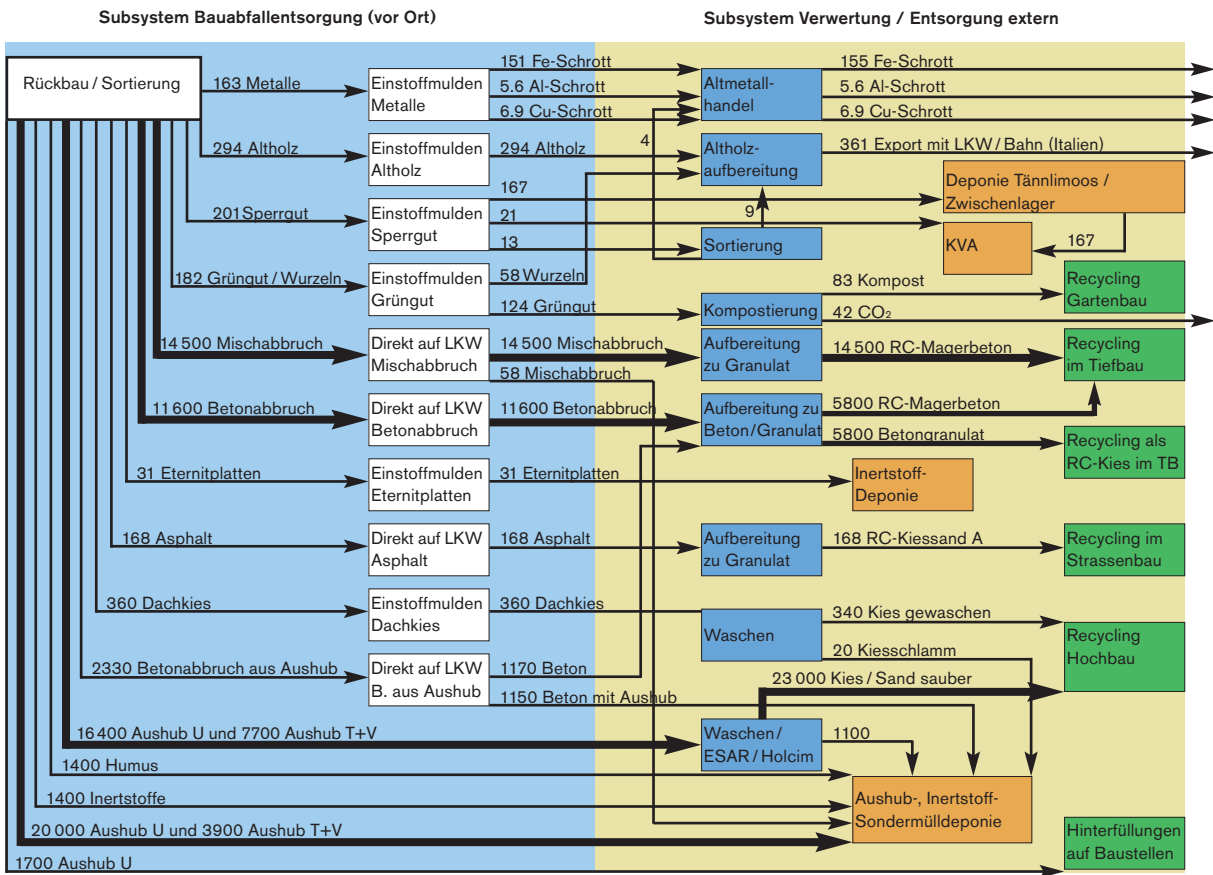 Subsystem Bauabfallentsorgung (vor Ort)
Subsystem Verwertung / Entsorgung extern
Rückbau / Sortierung
163 Metalle
Einstoffmulden
Metalle
151 Fe-Schrott
5.6 Al-Schrott
6.9 Cu-Schrott
Altmetall-
handel
155 Fe-Schrott
5.6 Al-Schrott
6.9 Cu-Schrott
294 Altholz
Einstoffmulden
Altholz
294 Altholz
4
Altholz-
aufbereitung
361 Export mit LKW / Bahn (Italien)
201 Sperrgut
Einstoffmulden
Sperrgut
167
21
13
9
Sortierung
Deponie Tännlimoos /
Zwischenlager
KVA
167
182 Grüngut / Wurzeln
Einstoffmulden
Grüngut
58 Wurzeln
124 Grüngut
Kompostierung
83 Kompost
42 CO₂
Recycling
Gartenbau
14 500 Mischabbruch
Direkt auf LKW
Mischabbruch
14 500 Mischabbruch
58 Mischabbruch
Aufbereitung
zu Granulat
14 500 RC-Magerbeton
Recycling
im Tiefbau
11 600 Betonabbruch
Direkt auf LKW
Betonabbruch
11 600 Betonabbruch
Aufbereitung zu
Beton/Granulat
5800 RC-Magerbeton
5800 Betongranulat
Recycling als
RC-Kies im TB
31 Eternitplatten
Einstoffmulden
Eternitplatten
31 Eternitplatten
Inertstoff-
Deponie
168 Asphalt
Direkt auf LKW
Asphalt
168 Asphalt
Aufbereitung
zu Granulat
168 RC-Kiessand A
Recycling im
Strassenbau
360 Dachkies
Einstoffmulden
Dachkies
360 Dachkies
Waschen
340 Kies gewaschen
20 Kiesschlamm
Recycling
Hochbau
2330 Betonabbruch aus Aushub
Direkt auf LKW
B. aus Aushub
1170 Beton
1150 Beton mit Aushub
23 000 Kies / Sand sauber
16 400 Aushub U und 7700 Aushub T+V
Waschen /
ESAR / Holcim
1100
1400 Humus
1400 Inertstoffe
20 000 Aushub U und 3900 Aushub T+V
Aushub-, Inertstoff-
Sondermülldeponie
1700 Aushub U
Hinterfüllungen
auf Baustellen